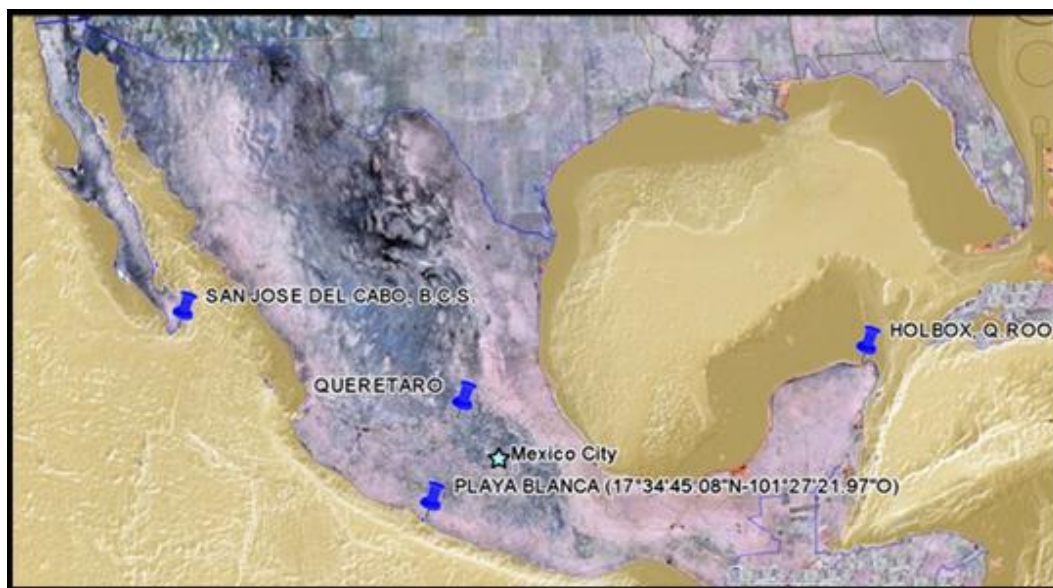 SAN JOSE DEL CABO, B.C.S.
HOLBOX, Q ROO
QUERETARO
Mexico City
PLAYA BLANCA (17°34'45.08"N-101°27'21.97"O)